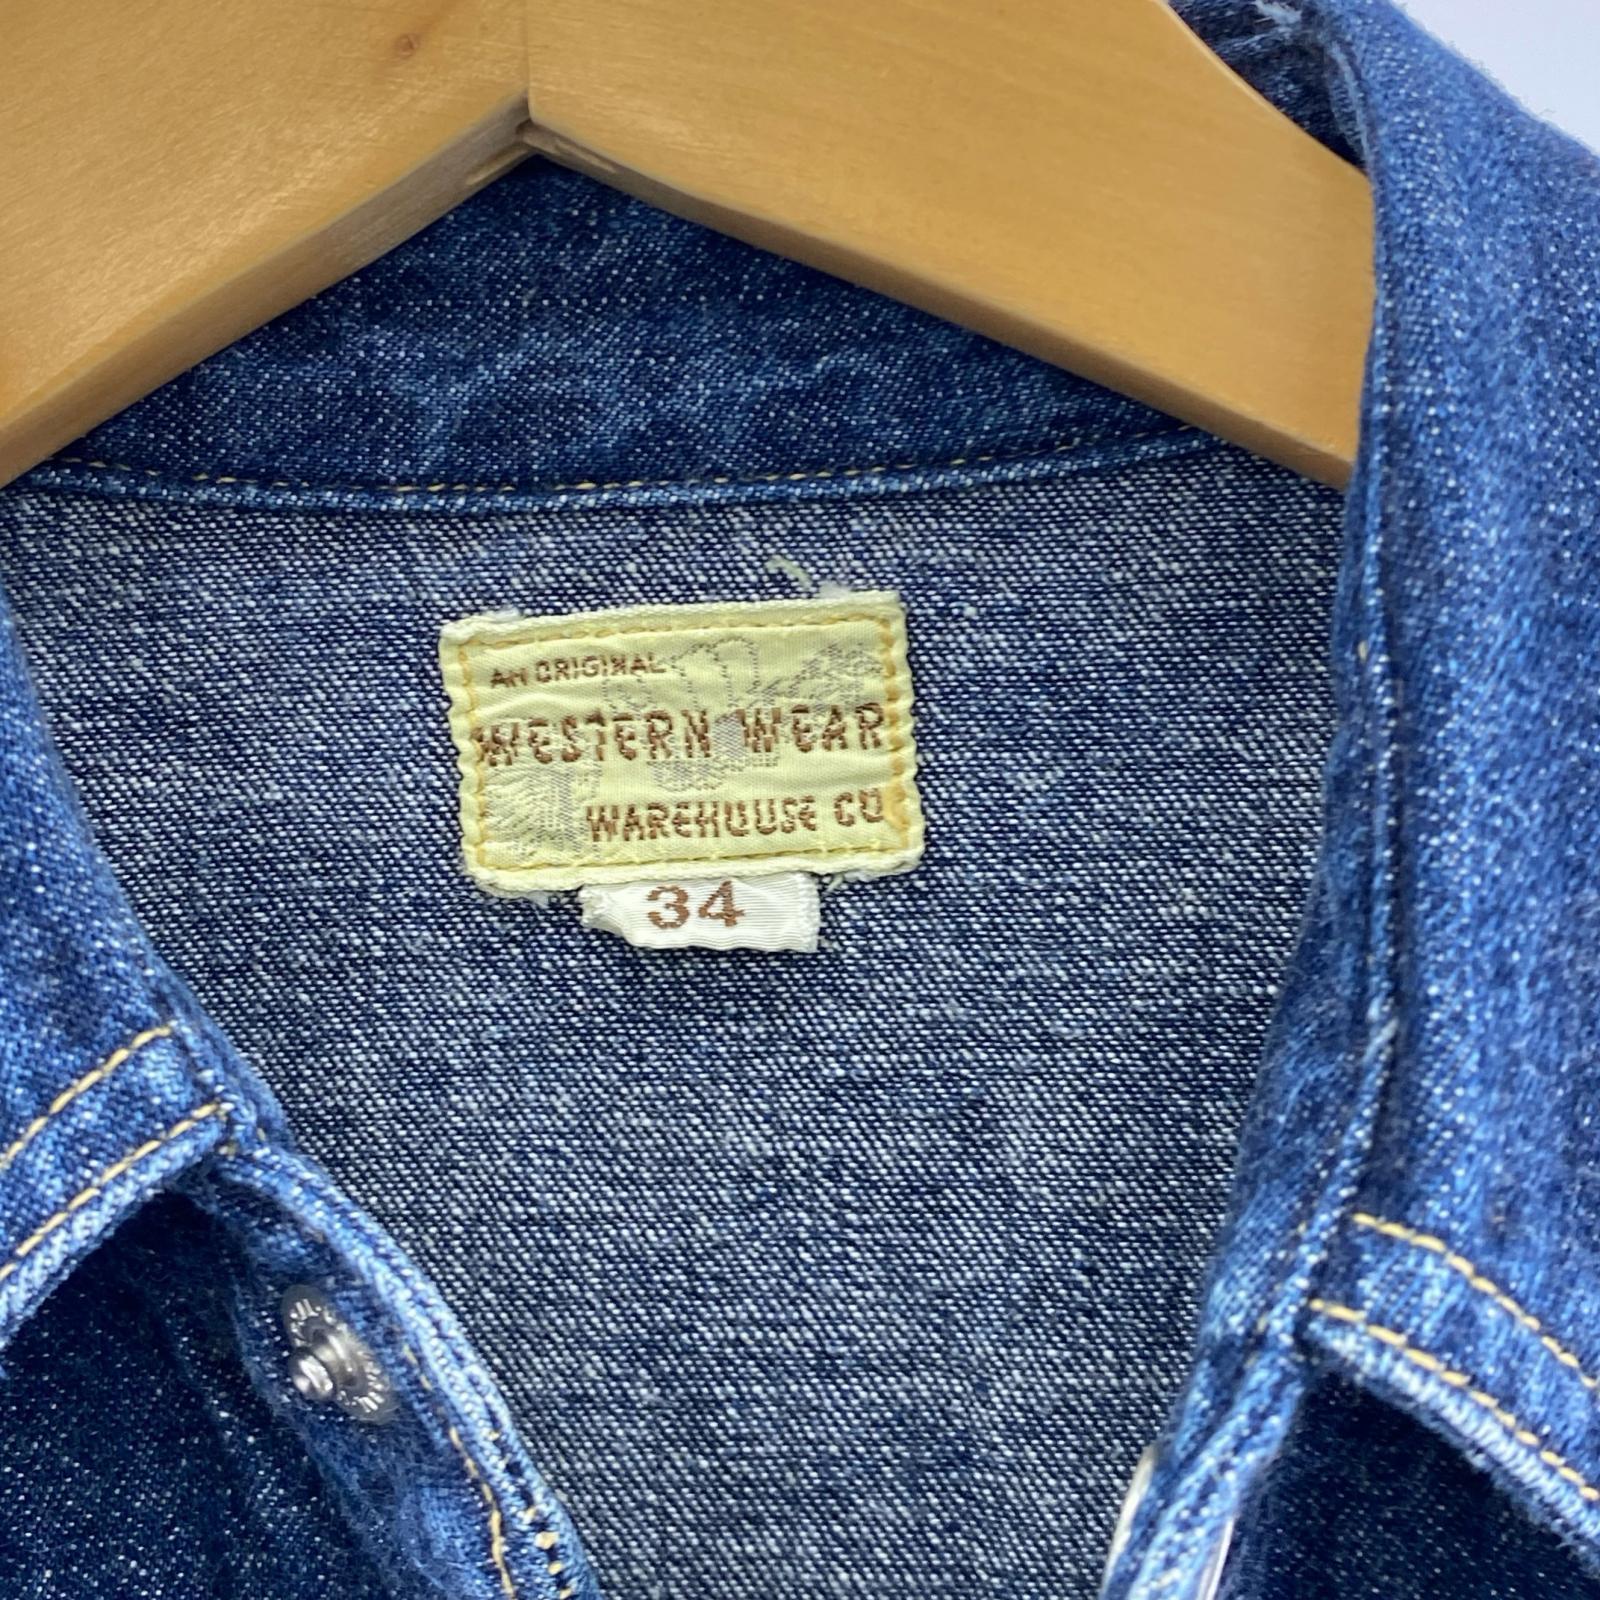 AN ORIGINAL
WESTERN WEAR
WAREHOUSE CO
34